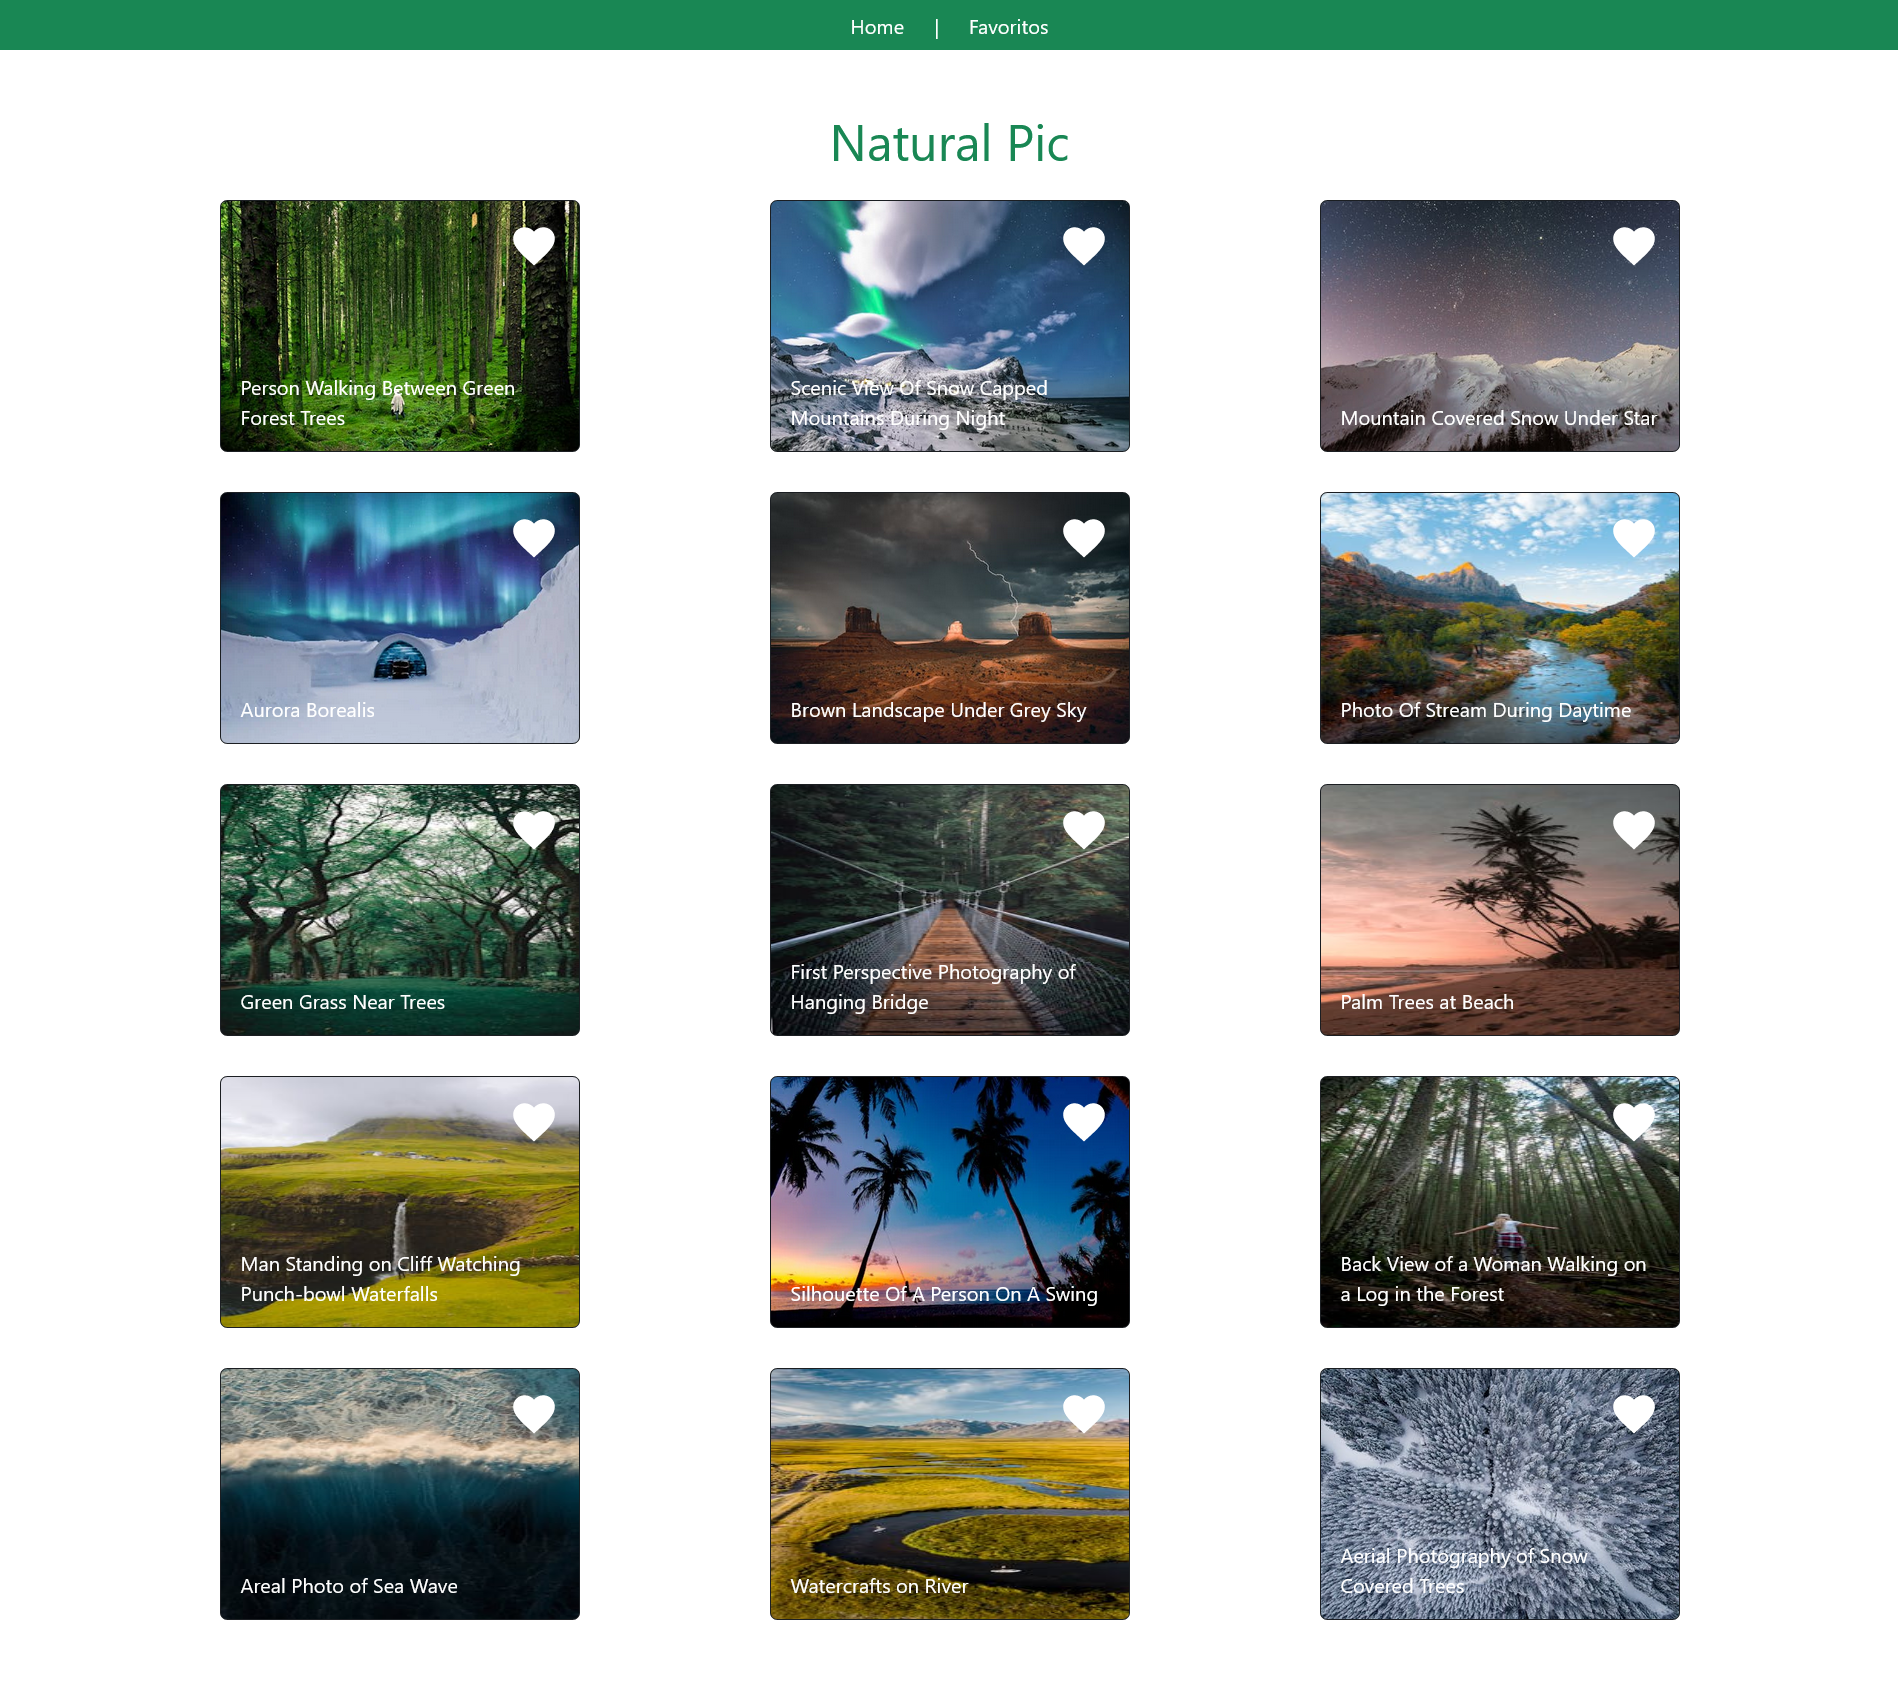 Home | Favoritos
Natural Pic
Person Walking Between Green
Forest Trees
Scenic View Of Snow Capped
Mountains During Night
Mountain Covered Snow Under Star
Aurora Borealis
Brown Landscape Under Grey Sky
Photo Of Stream During Daytime
Green Grass Near Trees
First Perspective Photography of
Hanging Bridge
Palm Trees at Beach
Man Standing on Cliff Watching
Punch-bowl Waterfalls
Silhouette Of A Person On A Swing
Back View of a Woman Walking on
a Log in the Forest
Areal Photo of Sea Wave
Watercrafts on River
Aerial Photography of Snow
Covered Trees